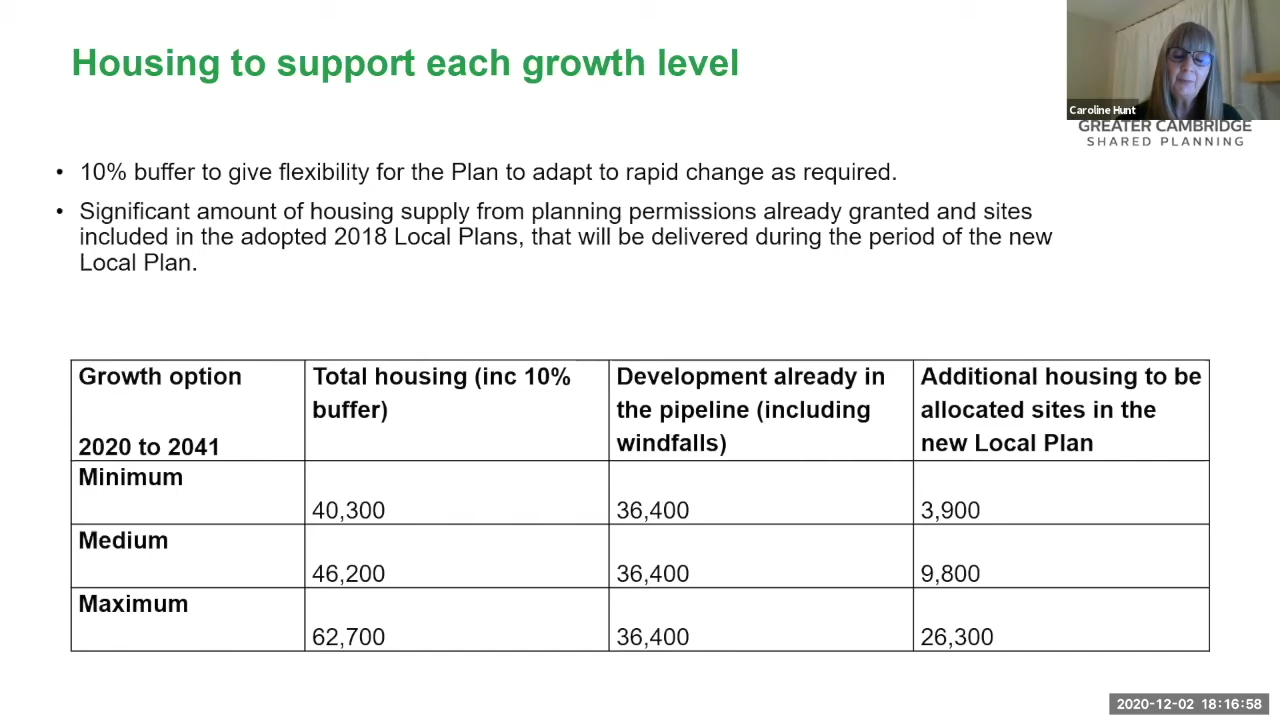 Housing to support each growth level
Caroline Hunt
GREATER CAMBRIDGE
SHARED PLANNING
• 10% buffer to give flexibility for the Plan to adapt to rapid change as required.
• Significant amount of housing supply from planning permissions already granted and sites
included in the adopted 2018 Local Plans, that will be delivered during the period of the new
Local Plan.
Growth option
2020 to 2041
Total housing (inc 10%
buffer)
Development already in
the pipeline (including
windfalls)
Additional housing to be
allocated sites in the
new Local Plan
Minimum
40,300
36,400
3,900
Medium
46,200
36,400
9,800
Maximum
62,700
36,400
26,300
2020-12-02 18:16:58